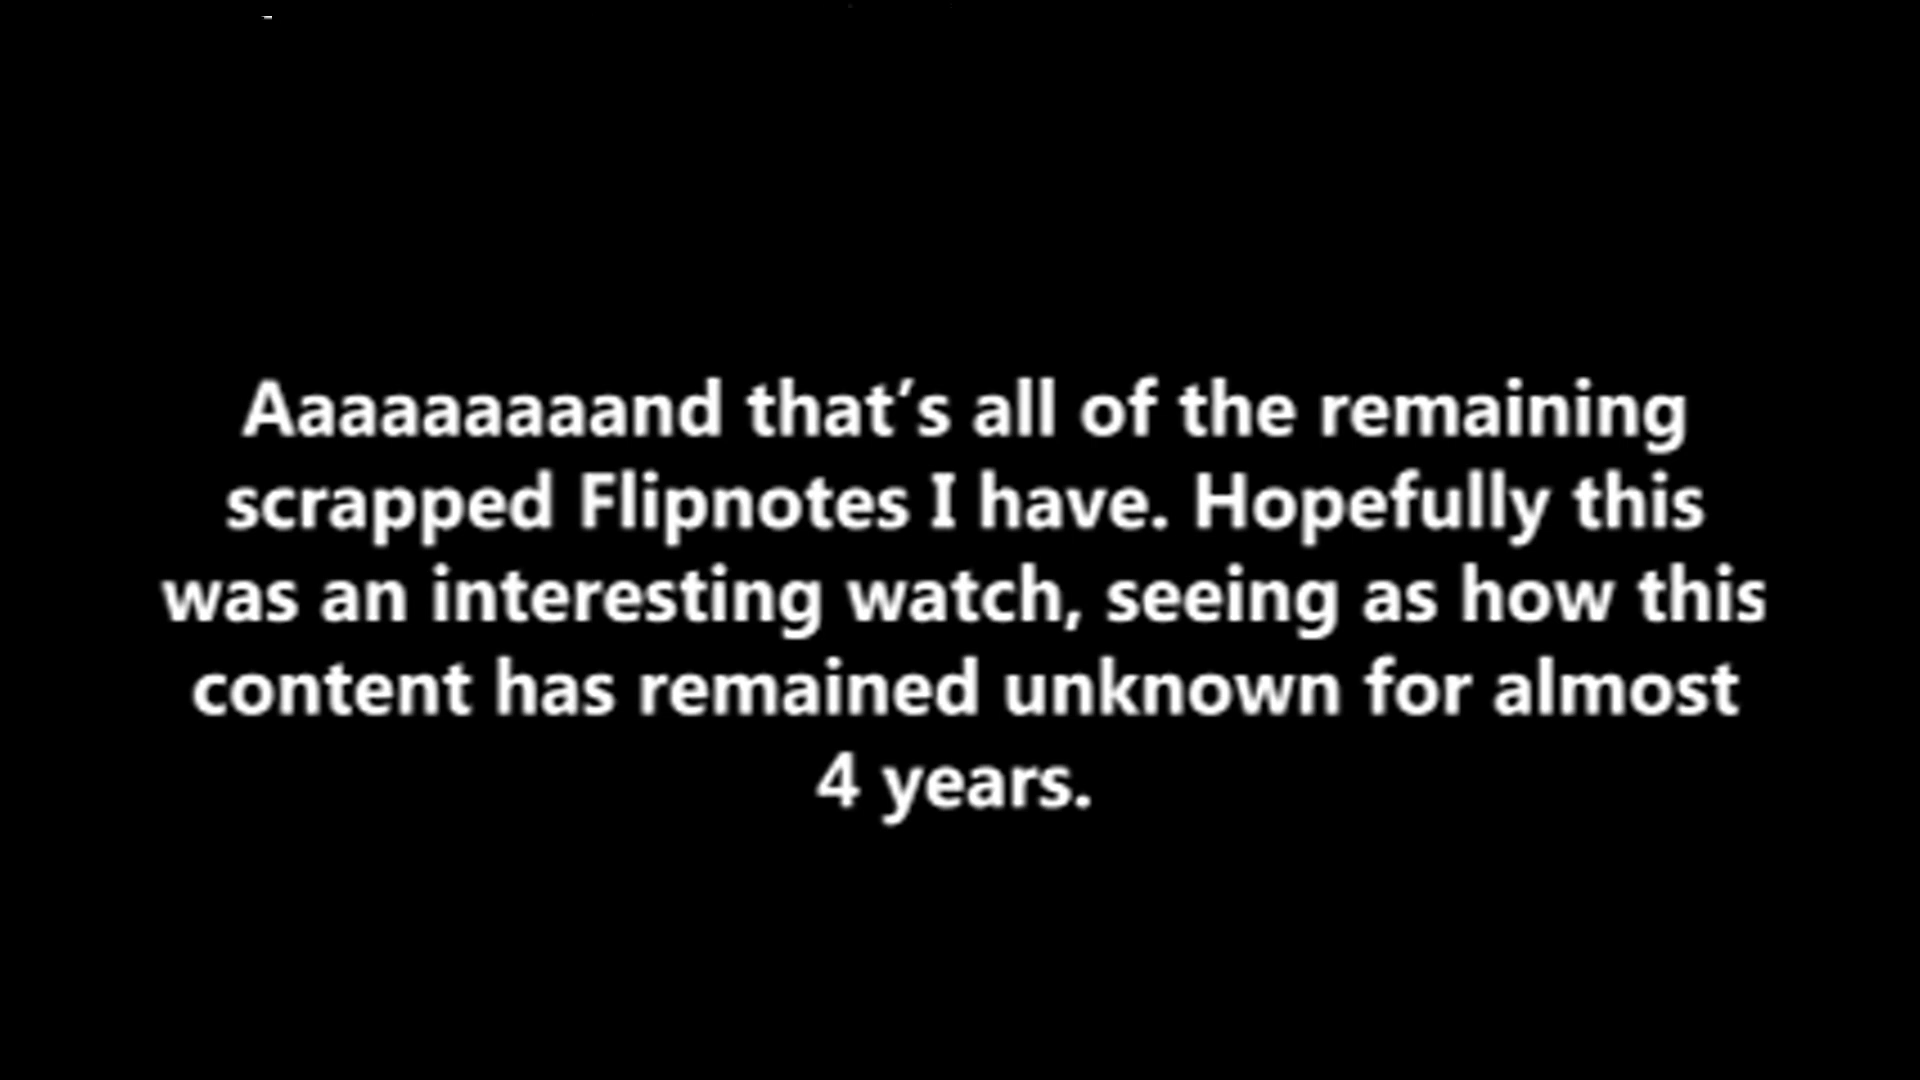 Aaaaaaaaand that’s all of the remaining
scrapped Flipnotes I have. Hopefully this
was an interesting watch, seeing as how this
content has remained unknown for almost
4 years.